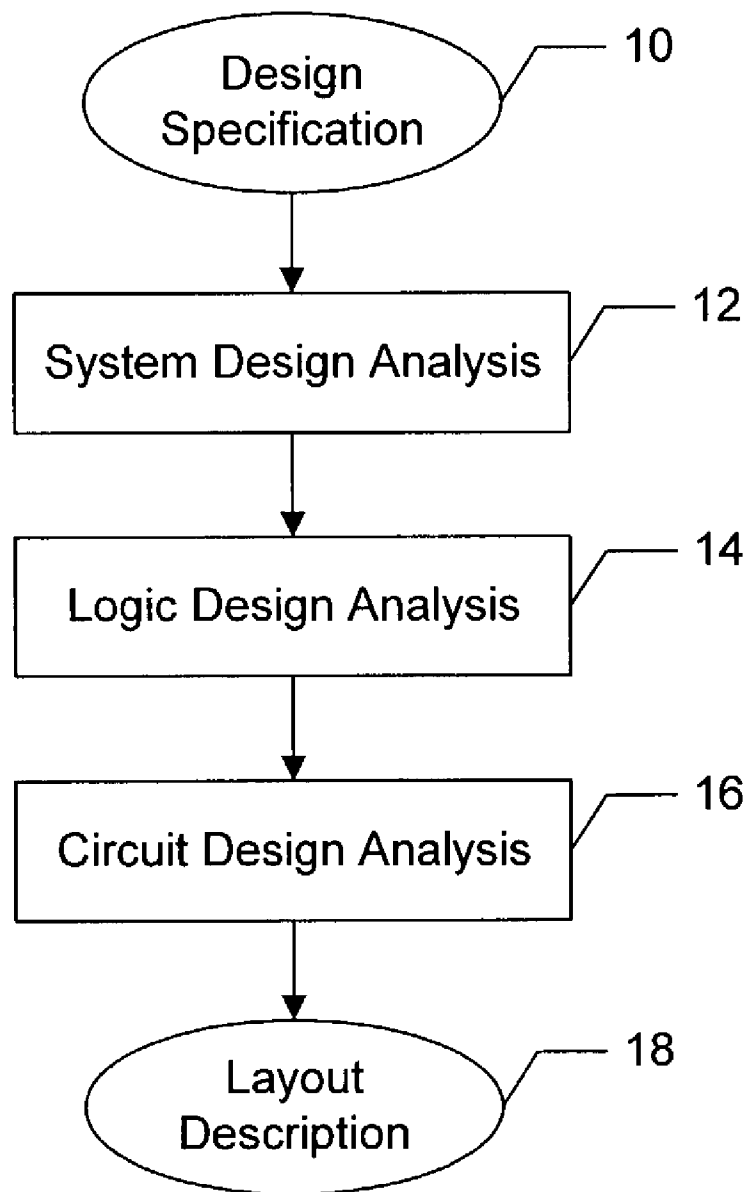 Design
Specification
10
System Design Analysis
12
Logic Design Analysis
14
Circuit Design Analysis
16
Layout
Description
18